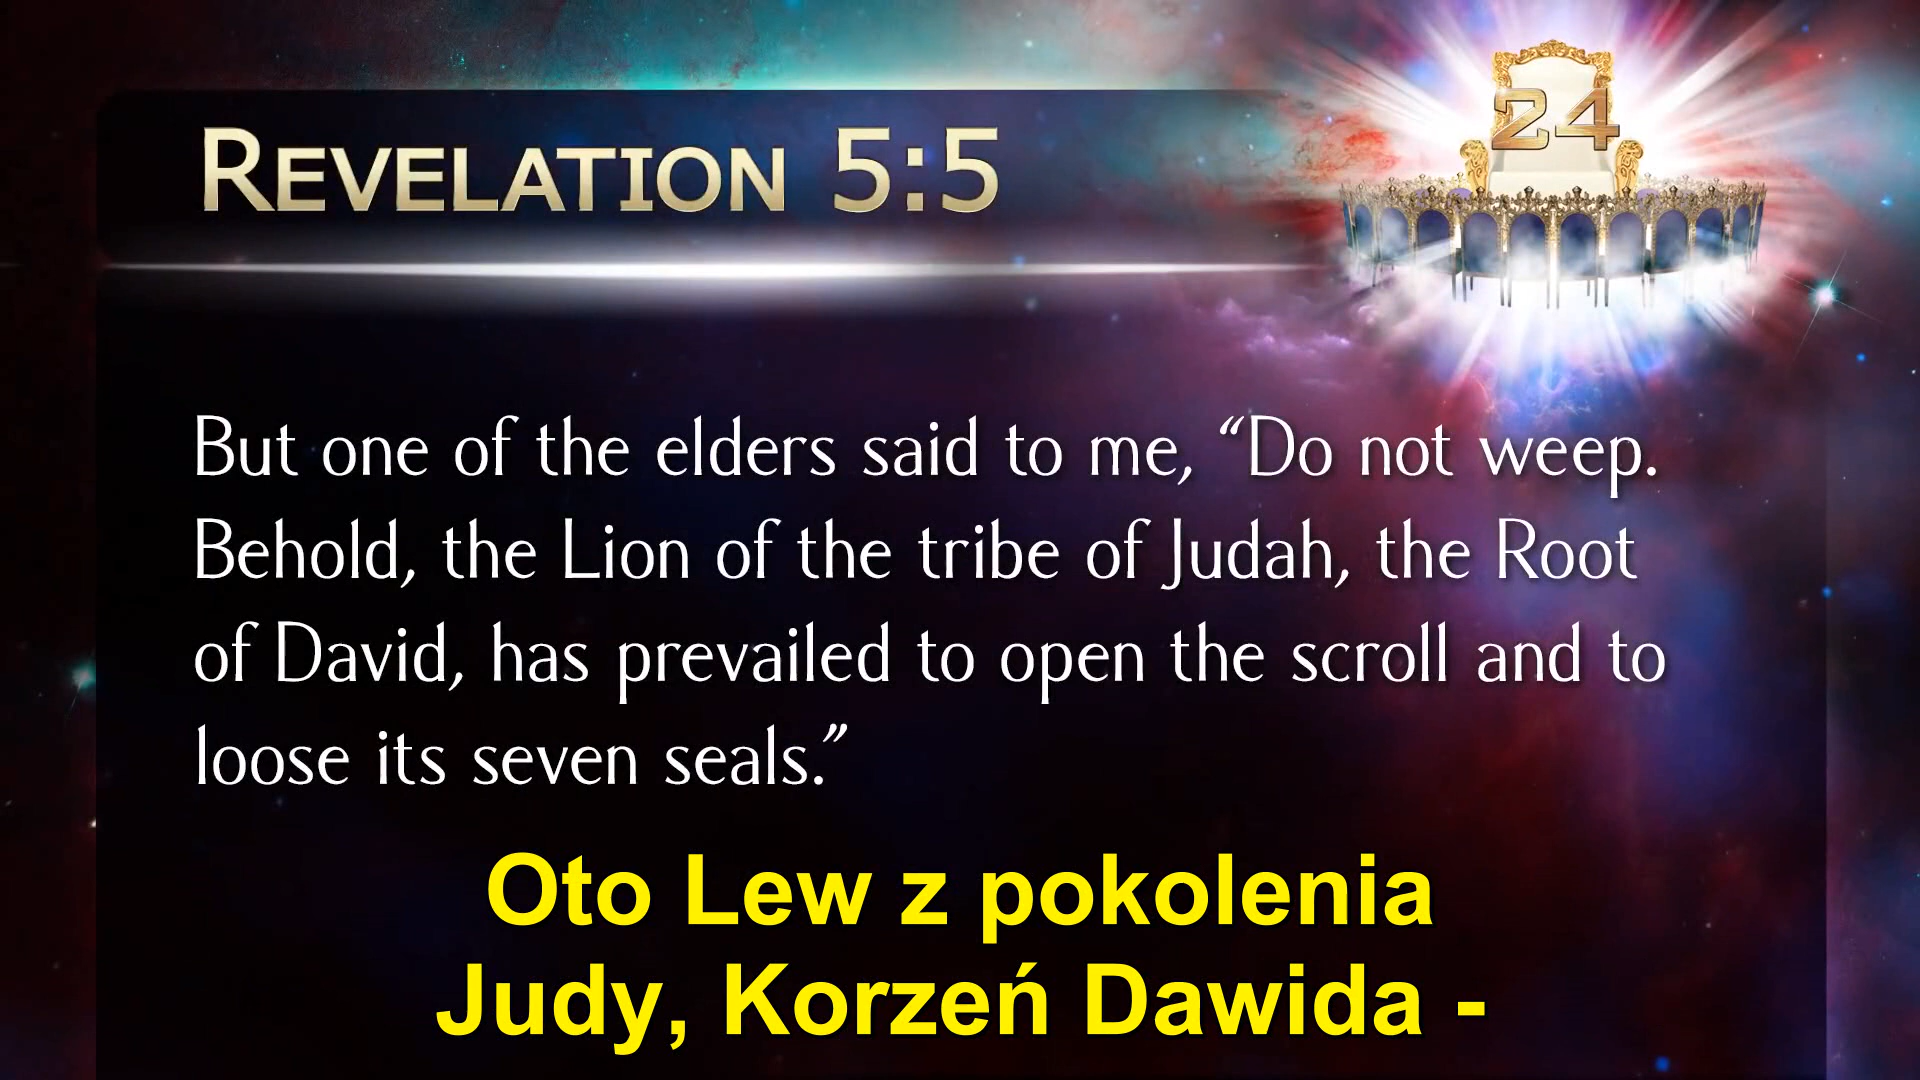 REVELATION 5:5
24
But one of the elders said to me, “Do not weep.
Behold, the Lion of the tribe of Judah, the Root
of David, has prevailed to open the scroll and to
loose its seven seals.”
Oto Lew z pokolenia
Judy, Korzeń Dawida -